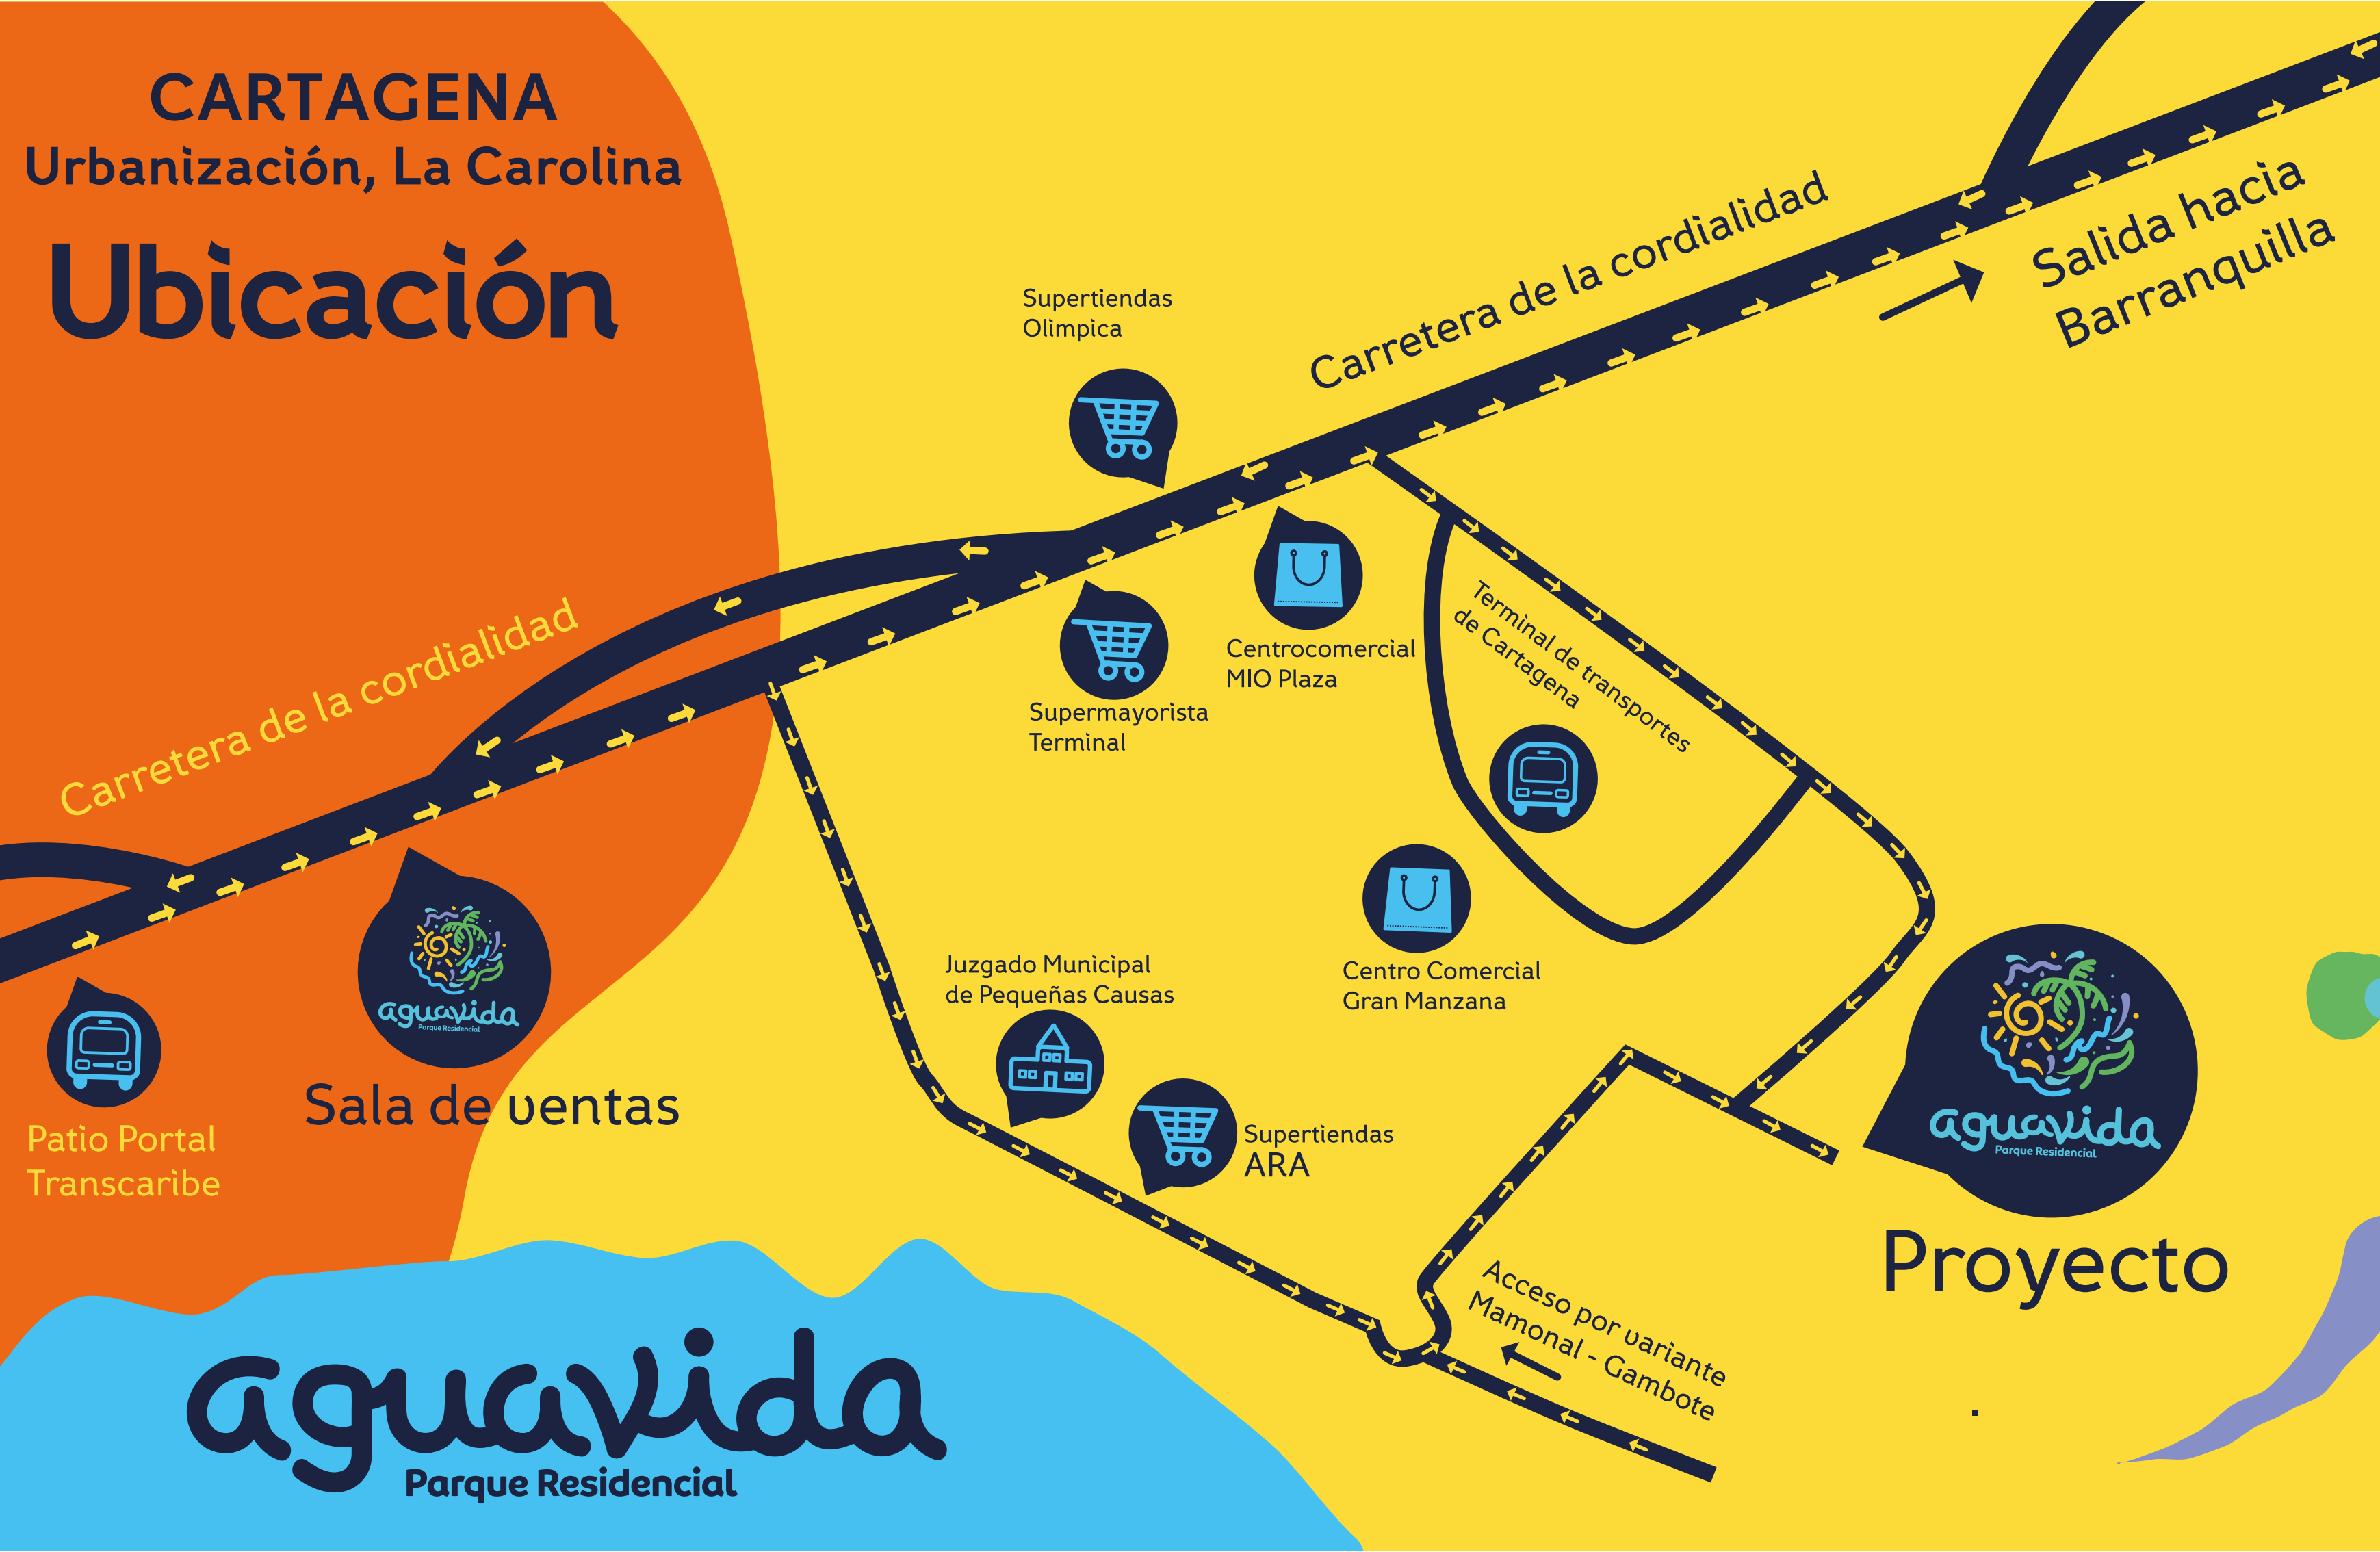 CARTAGENA
Urbanización, La Carolina
Ubicación
Carretera de la cordialidad
Salida hacia
Barranquilla
Supertiendas
Olimpica
Carretera de la cordialidad
Centrocomercial
MIO Plaza
Supermayorista
Terminal
Terminal de transportes
de Cartagena
Juzgado Municipal
de Pequeñas Causas
Centro Comercial
Gran Manzana
aguavida
Parque Residencial
Sala de ventas
Patio Portal
Transcaribe
Supertiendas
ARA
aguavida
Parque Residencial
Proyecto
Acceso por variante
Mamonal - Gambote
aguavida
Parque Residencial